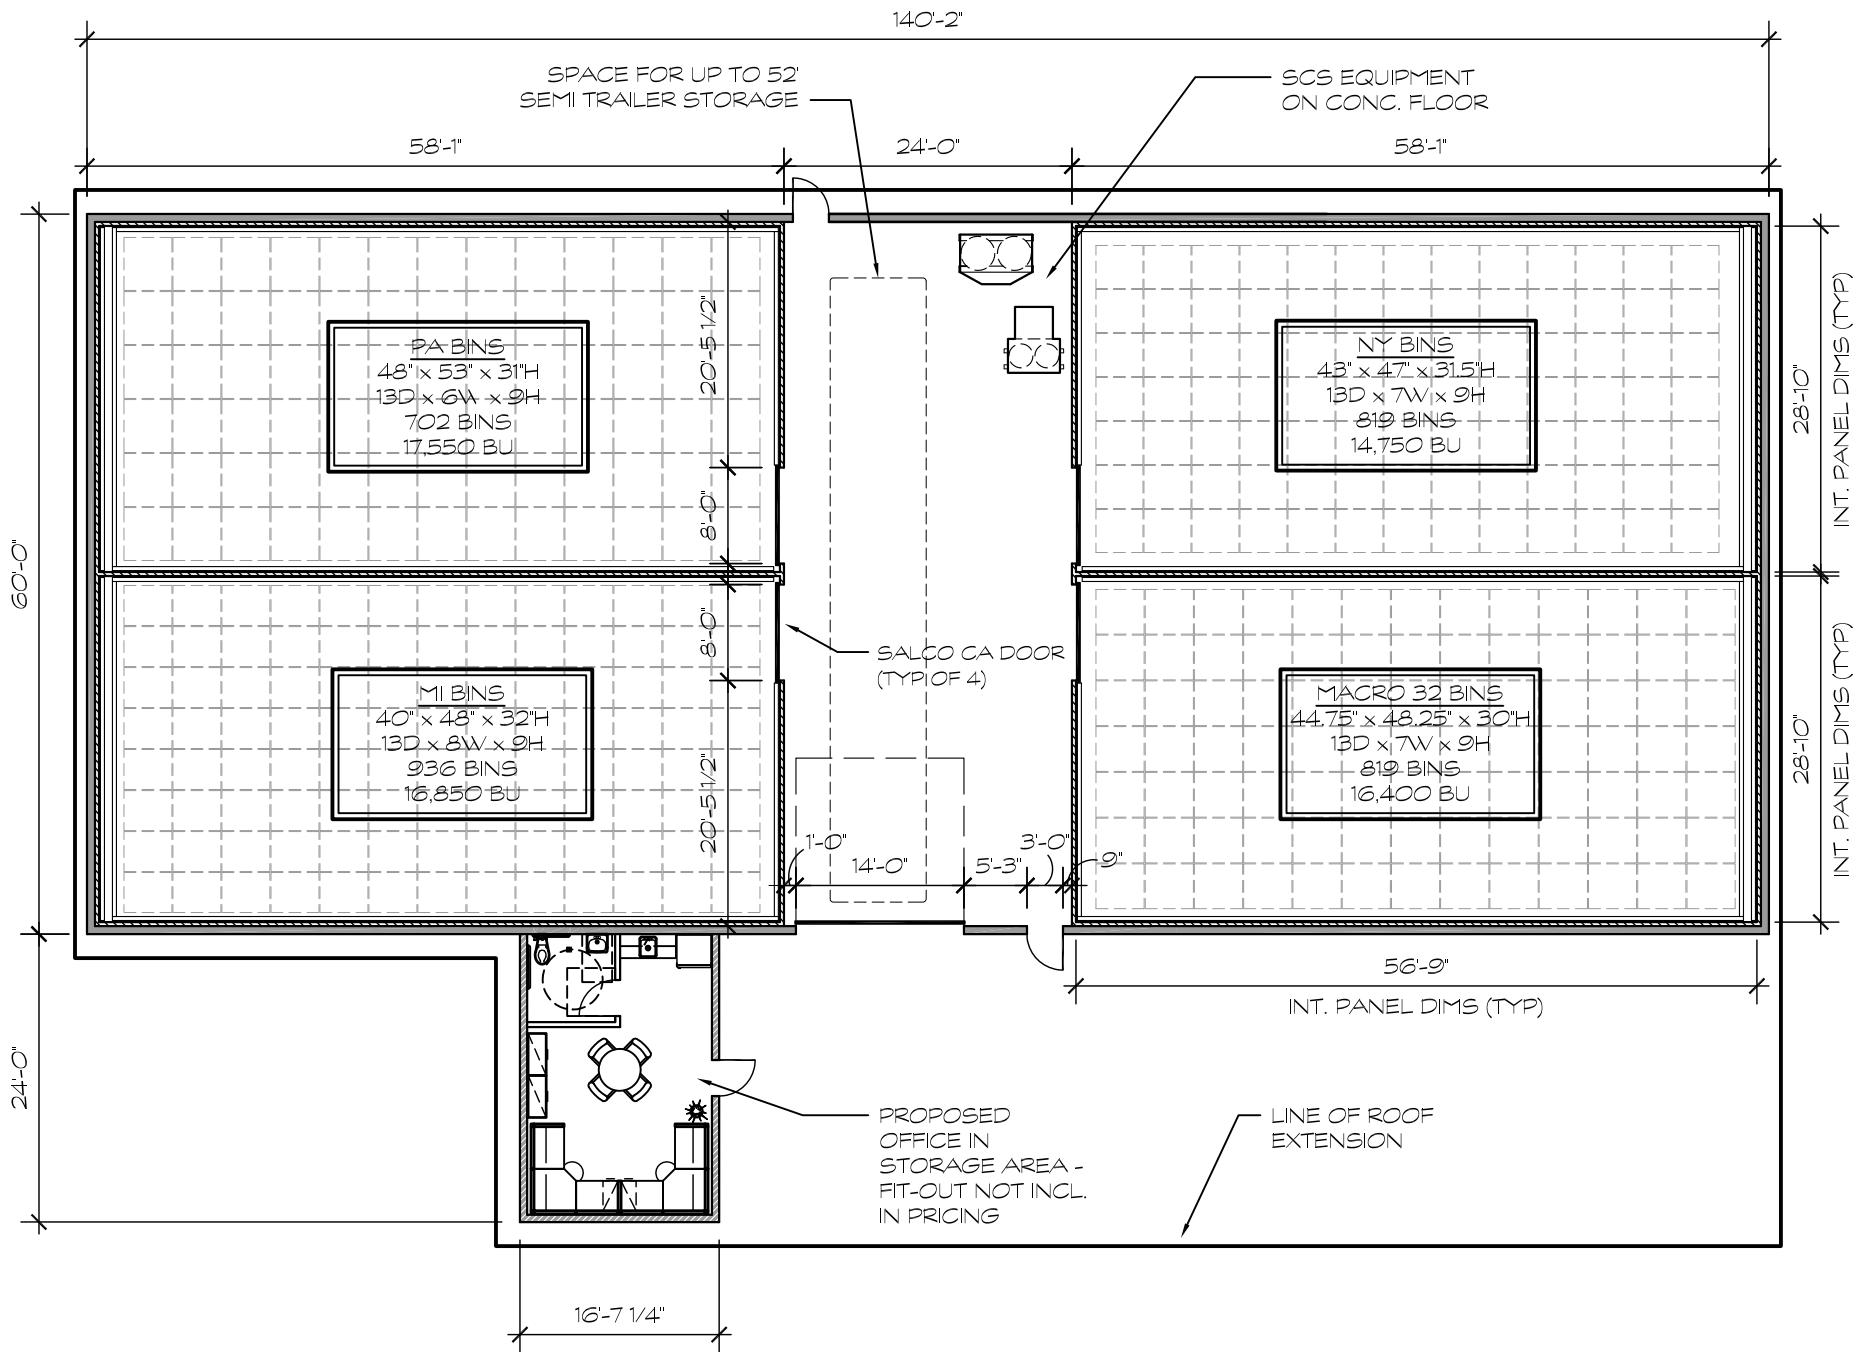 140'-2"
SPACE FOR UP TO 52'
SEMI TRAILER STORAGE
SCS EQUIPMENT
ON CONC. FLOOR
58'-1"
24'-0"
58'-1"
60'-0"
PA BINS
48" x 53" x 31"H
13D x 6W x 9H
702 BINS
17,550 BU
20'-5 1/2"
8'-0"
NY BINS
43" x 47" x 31.5"H
13D x 7W x 9H
819 BINS
14,750 BU
28'-10"
INT. PANEL DIMS (TYP)
MI BINS
40" x 48" x 32"H
13D x 8W x 9H
936 BINS
16,850 BU
8'-0"
20'-5 1/2"
SALCO CA DOOR
(TYP OF 4)
MACRO 32 BINS
44.75" x 48.25" x 30"H
13D x 7W x 9H
819 BINS
16,400 BU
28'-10"
INT. PANEL DIMS (TYP)
1'-0"
14'-0"
5'-3"
3'-0"
9"
56'-9"
INT. PANEL DIMS (TYP)
24'-0"
PROPOSED
OFFICE IN
STORAGE AREA -
FIT-OUT NOT INCL.
IN PRICING
LINE OF ROOF
EXTENSION
16'-7 1/4"